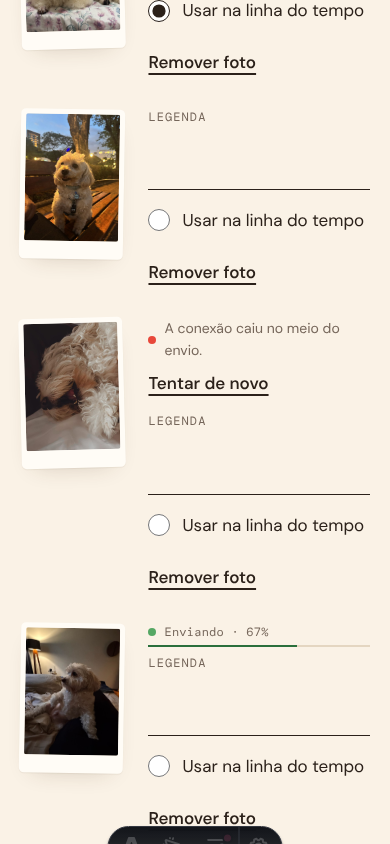 Usar na linha do tempo
Remover foto
LEGENDA
Usar na linha do tempo
Remover foto
A conexão caiu no meio do
envio.
Tentar de novo
LEGENDA
Usar na linha do tempo
Remover foto
Enviando · 67%
LEGENDA
Usar na linha do tempo
Remover foto